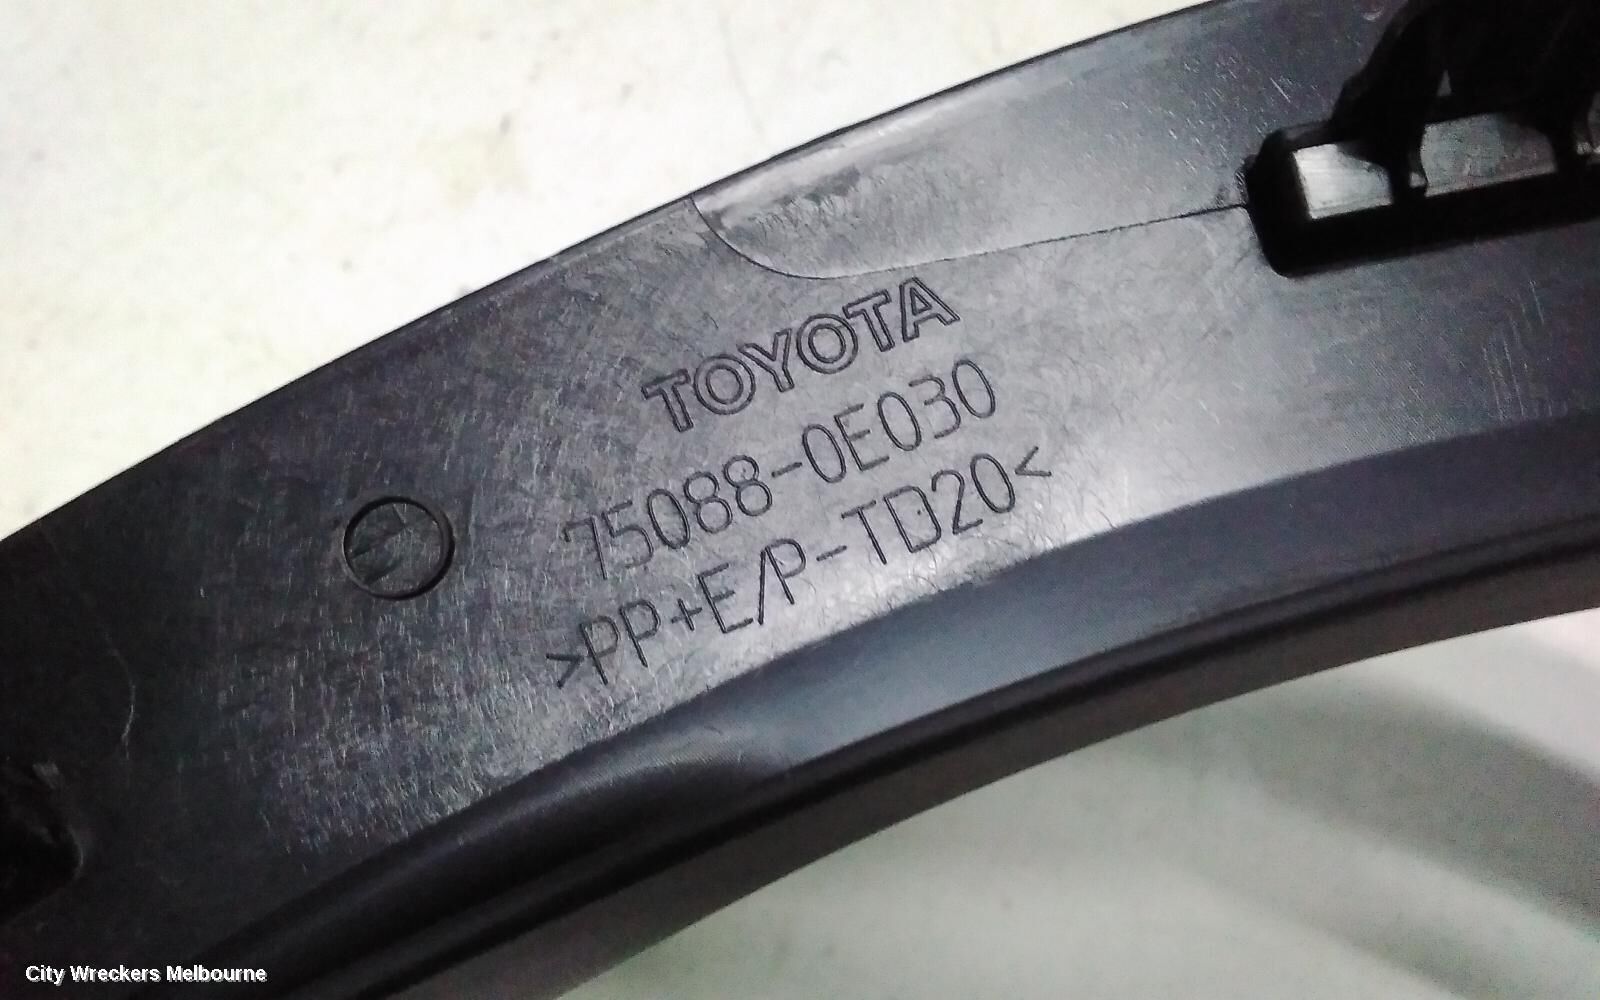 TOYOTA
75088-0E030
>PP+E/P-TD20<
City Wreckers Melbourne